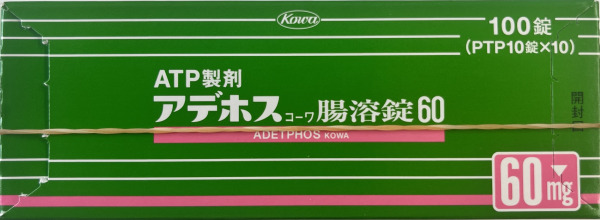 Kowa
100錠
(PTP10錠×10)
ATP製剤
アデホスコーワ腸溶錠60
ADETPHOS KOWA
開封
60mg